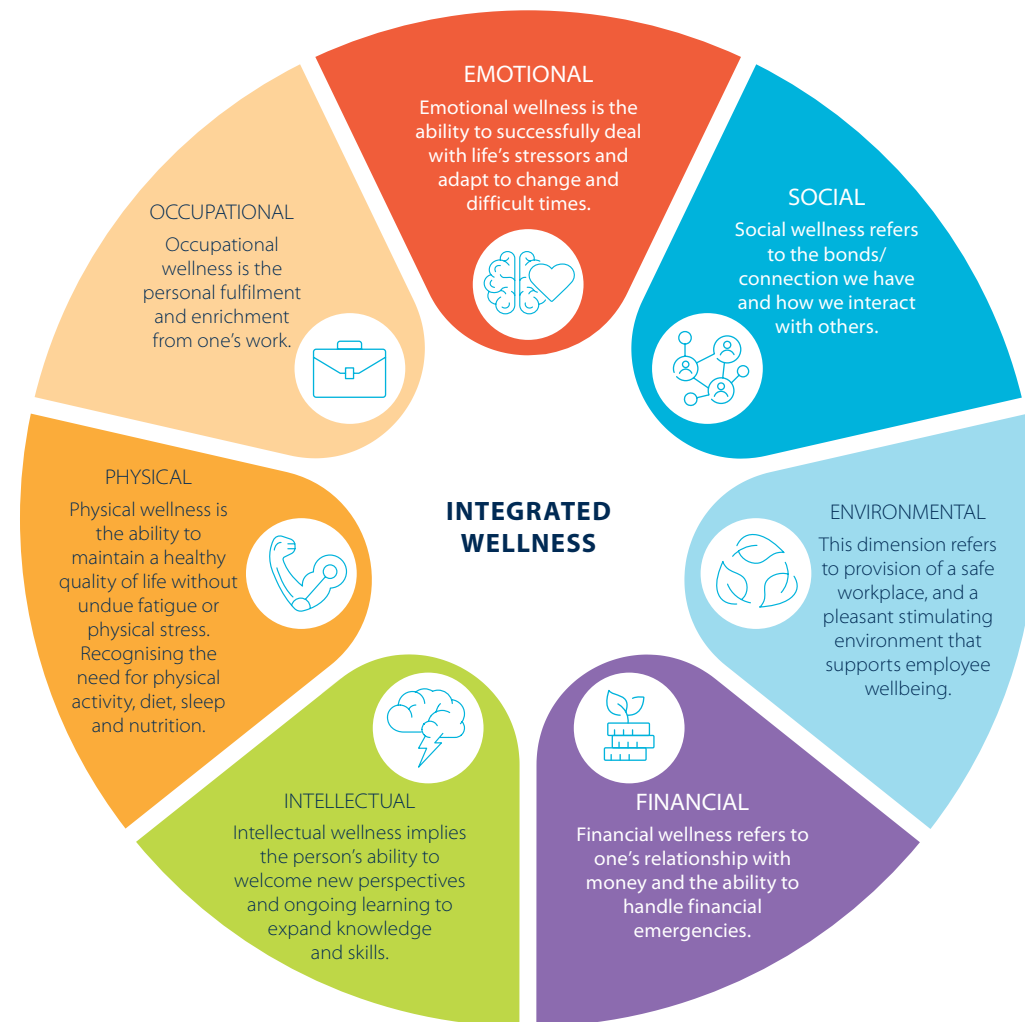 EMOTIONAL
Emotional wellness is the
ability to successfully deal
with life's stressors and
adapt to change and
difficult times.
SOCIAL
Social wellness refers
to the bonds/
connection we have
and how we interact
with others.
ENVIRONMENTAL
This dimension refers
to provision of a safe
workplace, and a
pleasant stimulating
environment that
supports employee
wellbeing.
FINANCIAL
Financial wellness refers to
one's relationship with
money and the ability to
handle financial
emergencies.
INTELLECTUAL
Intellectual wellness implies
the person's ability to
welcome new perspectives
and ongoing learning to
expand knowledge
and skills.
PHYSICAL
Physical wellness is
the ability to
maintain a healthy
quality of life without
undue fatigue or
physical stress.
Recognising the
need for physical
activity, diet, sleep
and nutrition.
OCCUPATIONAL
Occupational
wellness is the
personal fulfilment
and enrichment
from one's work.
INTEGRATED
WELLNESS